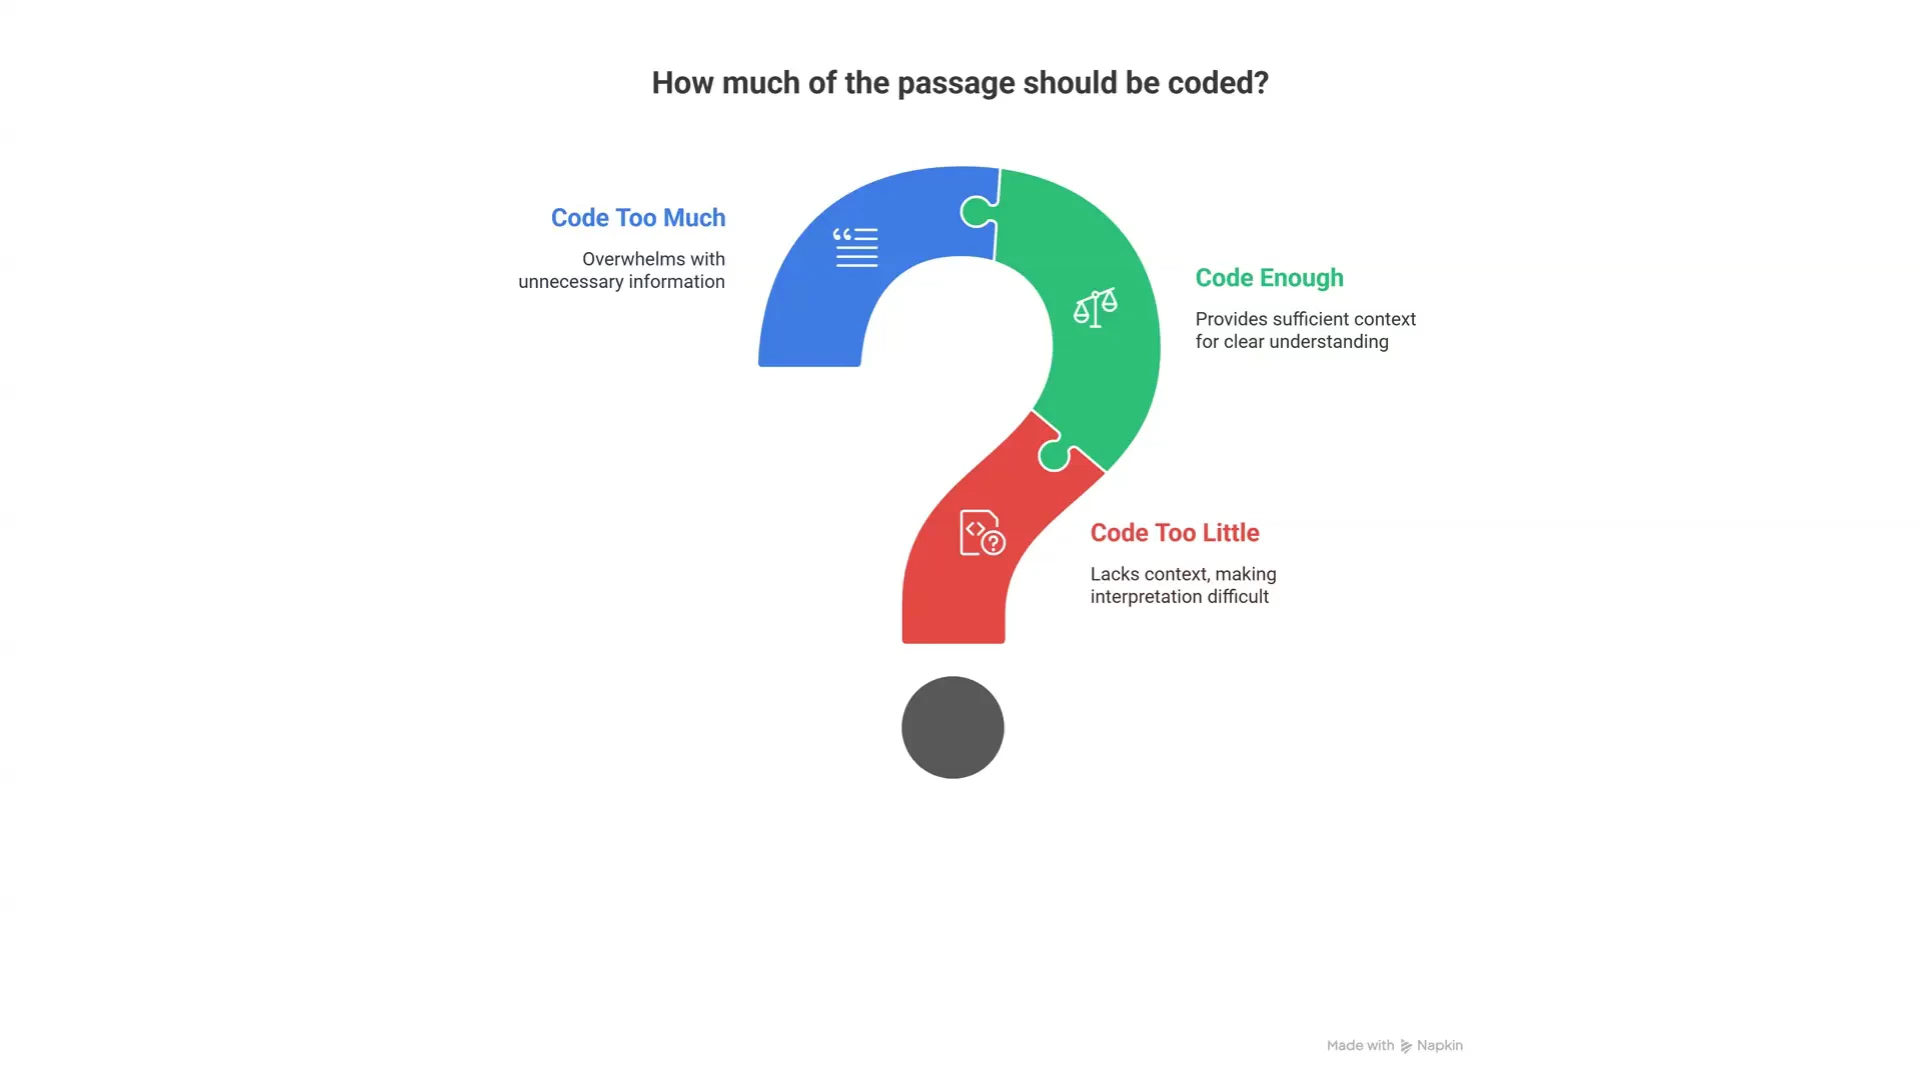 How much of the passage should be coded?
Code Too Much
Overwhelms with
unnecessary information
Code Enough
Provides sufficient context
for clear understanding
Code Too Little
Lacks context, making
interpretation difficult
Made with Napkin